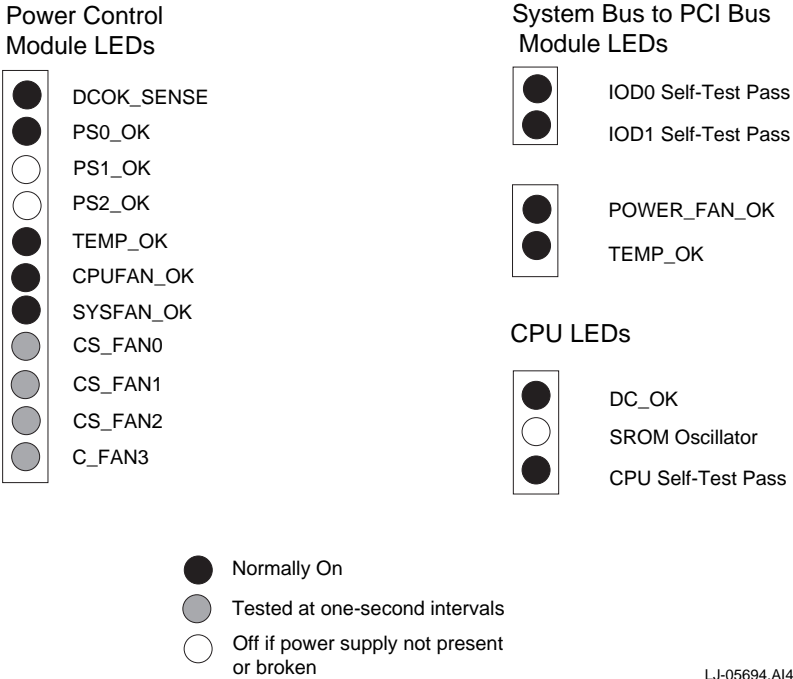 Power Control
Module LEDs
DCOK_SENSE
PS0_OK
PS1_OK
PS2_OK
TEMP_OK
CPUFAN_OK
SYSFAN_OK
CS_FAN0
CS_FAN1
CS_FAN2
C_FAN3
System Bus to PCI Bus
Module LEDs
IOD0 Self-Test Pass
IOD1 Self-Test Pass
POWER_FAN_OK
TEMP_OK
CPU LEDs
DC_OK
SROM Oscillator
CPU Self-Test Pass
Normally On
Tested at one-second intervals
Off if power supply not present
or broken
LJ-05694.AI4